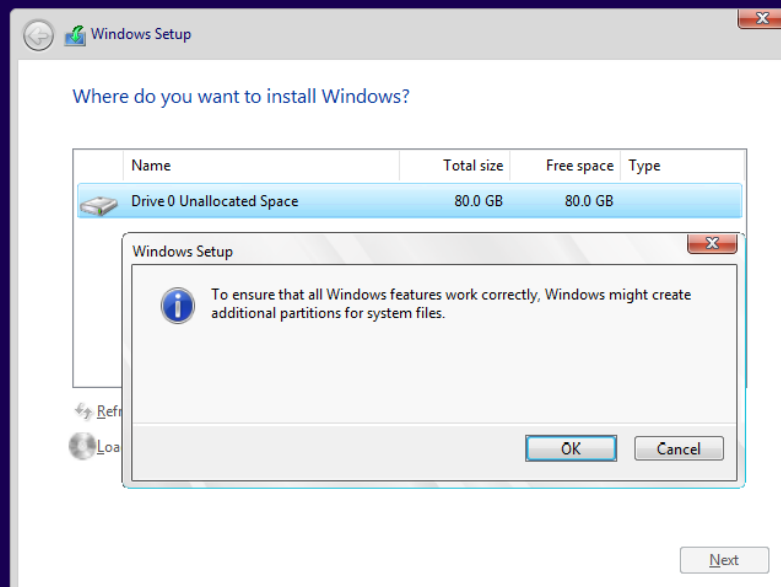 Windows Setup
Where do you want to install Windows?
Name Total size Free space Type
Drive 0 Unallocated Space 80.0 GB 80.0 GB
Windows Setup
To ensure that all Windows features work correctly, Windows might create
additional partitions for system files.
Refr
Loa
OK Cancel
Next